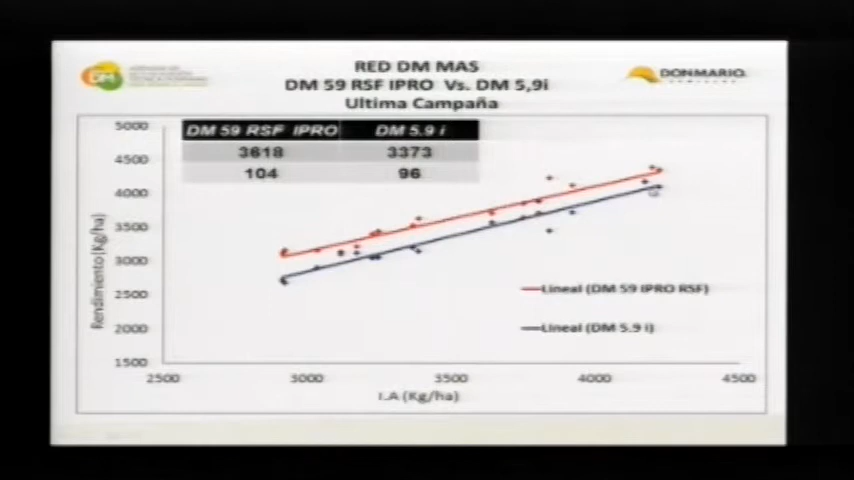 RED DM MAS
DM 59 RSF IPRO Vs. DM 5,9i
Ultima Campaña
DM
DONMARIO
DM 59 RSF IPRO DM 5.9 i
3618 3373
104 96
5000
4500
4000
3500
3000
2500
2000
1500
Rendimiento(Kg/ha)
Lineal (DM 59 IPRO RSF)
Lineal (DM 5.9 i)
2500 3000 3500 4000 4500
I.A (Kg/ha)